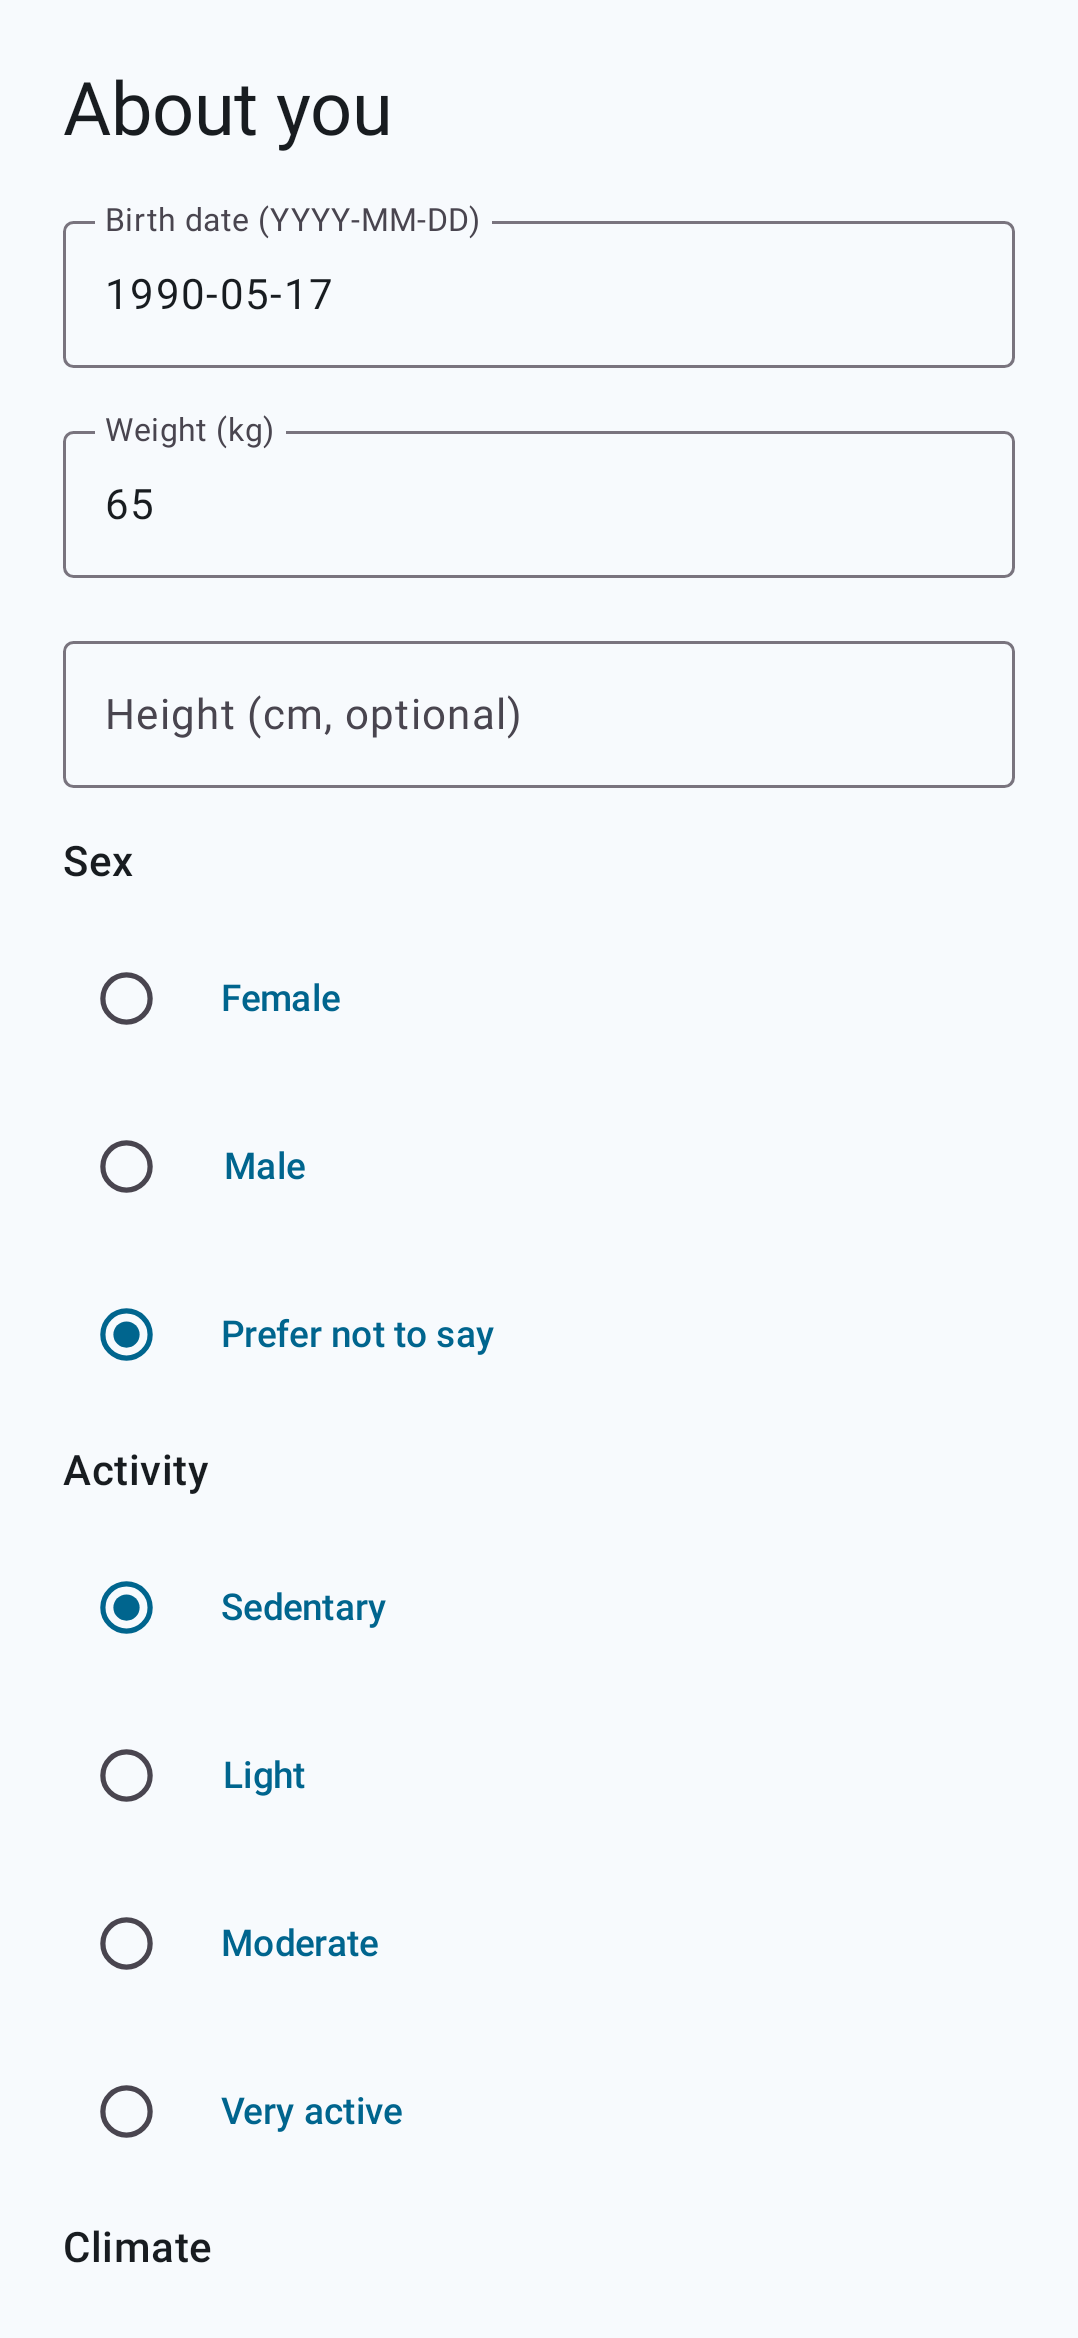 About you
Birth date (YYYY-MM-DD)
1990-05-17
Weight (kg)
65
Height (cm, optional)
Sex
Female
Male
Prefer not to say
Activity
Sedentary
Light
Moderate
Very active
Climate